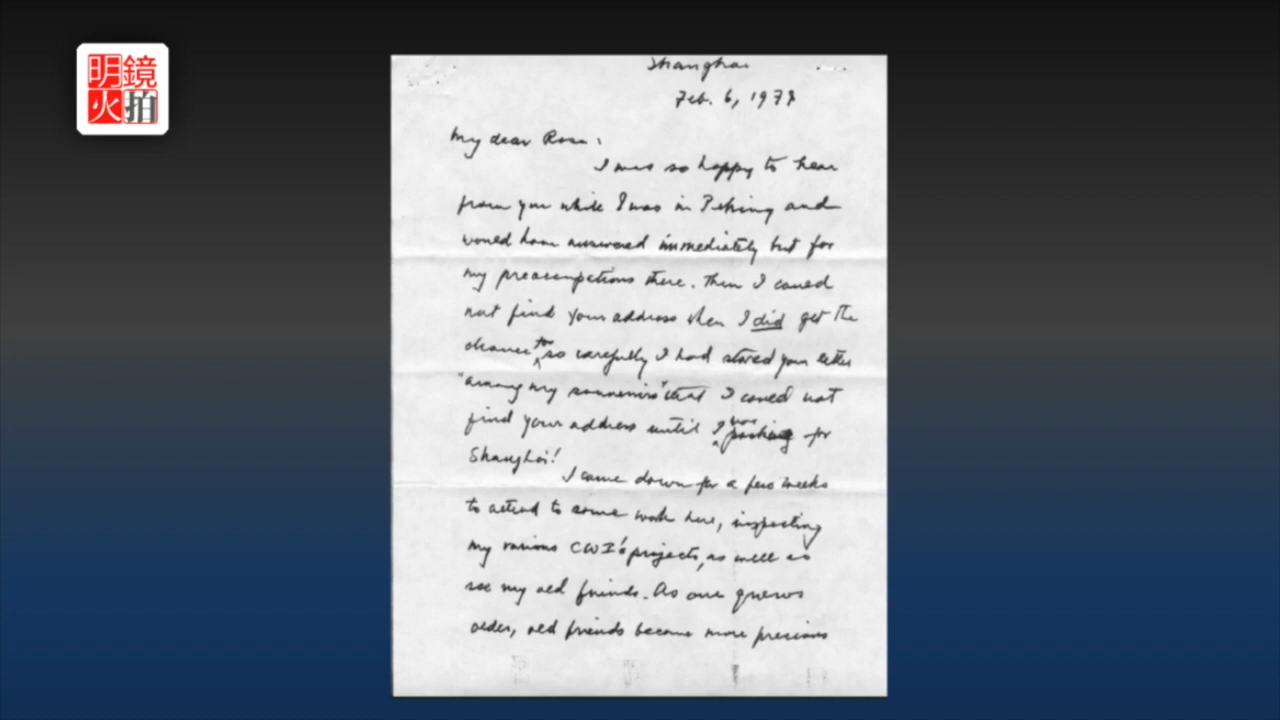 明鏡
火拍
Shanghai
Feb. 6, 1978
My dear Rose:
I was so happy to hear
from you while I was in Peking and
would have answered immediately but for
my preoccupations there. Then I could
not find your address when I did get the
chance to, so carefully I had stored your letter
"among my souvenirs" that I could not
find your address until I was packing for
Shanghai!
I came down for a few weeks
to attend to some work here, inspecting
my various CWI's projects, as well as
see my old friends. As one grows
older, old friends become more precious